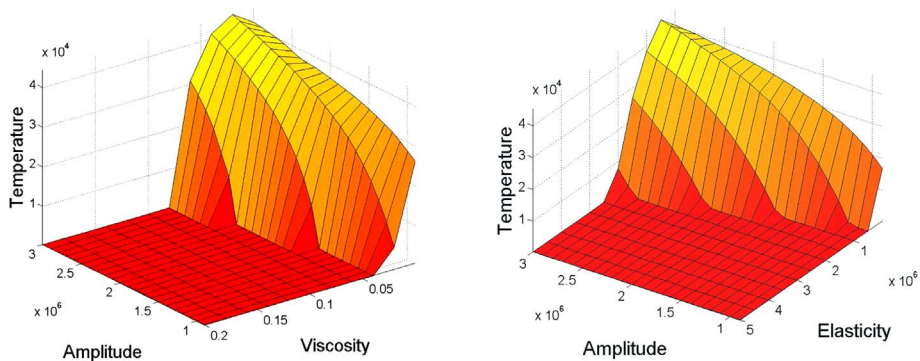 x 10⁴
4
3
2
1
Temperature
3
2.5
2
1.5
1
x 10⁶
Amplitude
0.2
0.15
0.1
0.05
Viscosity
x 10⁴
4
3
2
1
Temperature
3
2.5
2
1.5
1
x 10⁶
Amplitude
5
4
3
2
1
x 10⁶
Elasticity